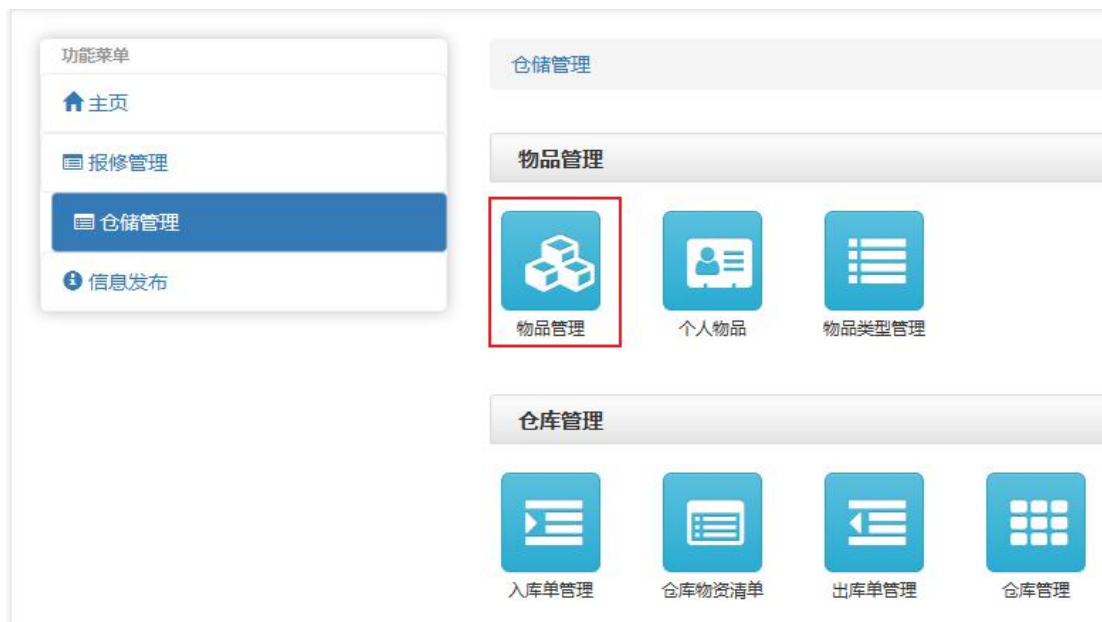 功能菜单
主页
报修管理
仓储管理
信息发布
仓储管理
物品管理
物品管理
个人物品
物品类型管理
仓库管理
入库单管理
仓库物资清单
出库单管理
仓库管理